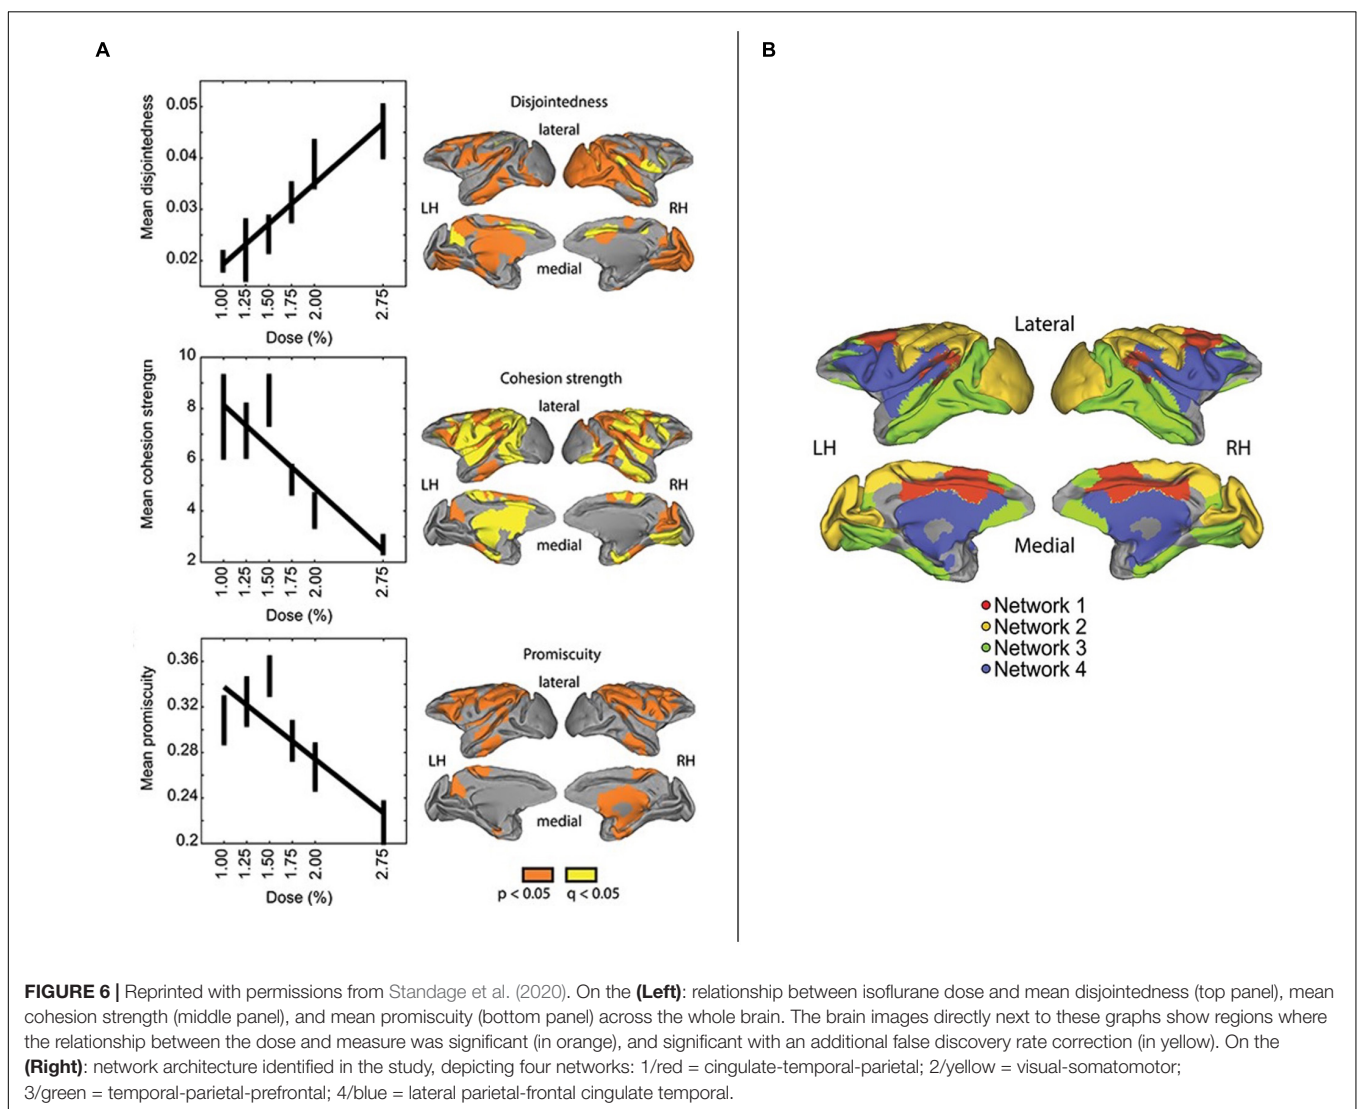 A
B
Mean disjointedness
0.05
0.04
0.03
0.02
1.00
1.25
1.50
1.75
2.00
2.75
Dose (%)
Disjointedness
lateral
LH
RH
medial
Mean cohesion strengtn
10
8
6
4
2
1.00
1.25
1.50
1.75
2.00
2.75
Dose (%)
Cohesion strength
lateral
LH
RH
medial
Mean promiscuity
0.36
0.32
0.28
0.24
0.2
1.00
1.25
1.50
1.75
2.00
2.75
Dose (%)
Promiscuity
lateral
LH
RH
medial
p < 0.05
q < 0.05
Lateral
LH
RH
Medial
Network 1
Network 2
Network 3
Network 4
FIGURE 6 | Reprinted with permissions from Standage et al. (2020). On the (Left): relationship between isoflurane dose and mean disjointedness (top panel), mean
cohesion strength (middle panel), and mean promiscuity (bottom panel) across the whole brain. The brain images directly next to these graphs show regions where
the relationship between the dose and measure was significant (in orange), and significant with an additional false discovery rate correction (in yellow). On the
(Right): network architecture identified in the study, depicting four networks: 1/red = cingulate-temporal-parietal; 2/yellow = visual-somatomotor;
3/green = temporal-parietal-prefrontal; 4/blue = lateral parietal-frontal cingulate temporal.